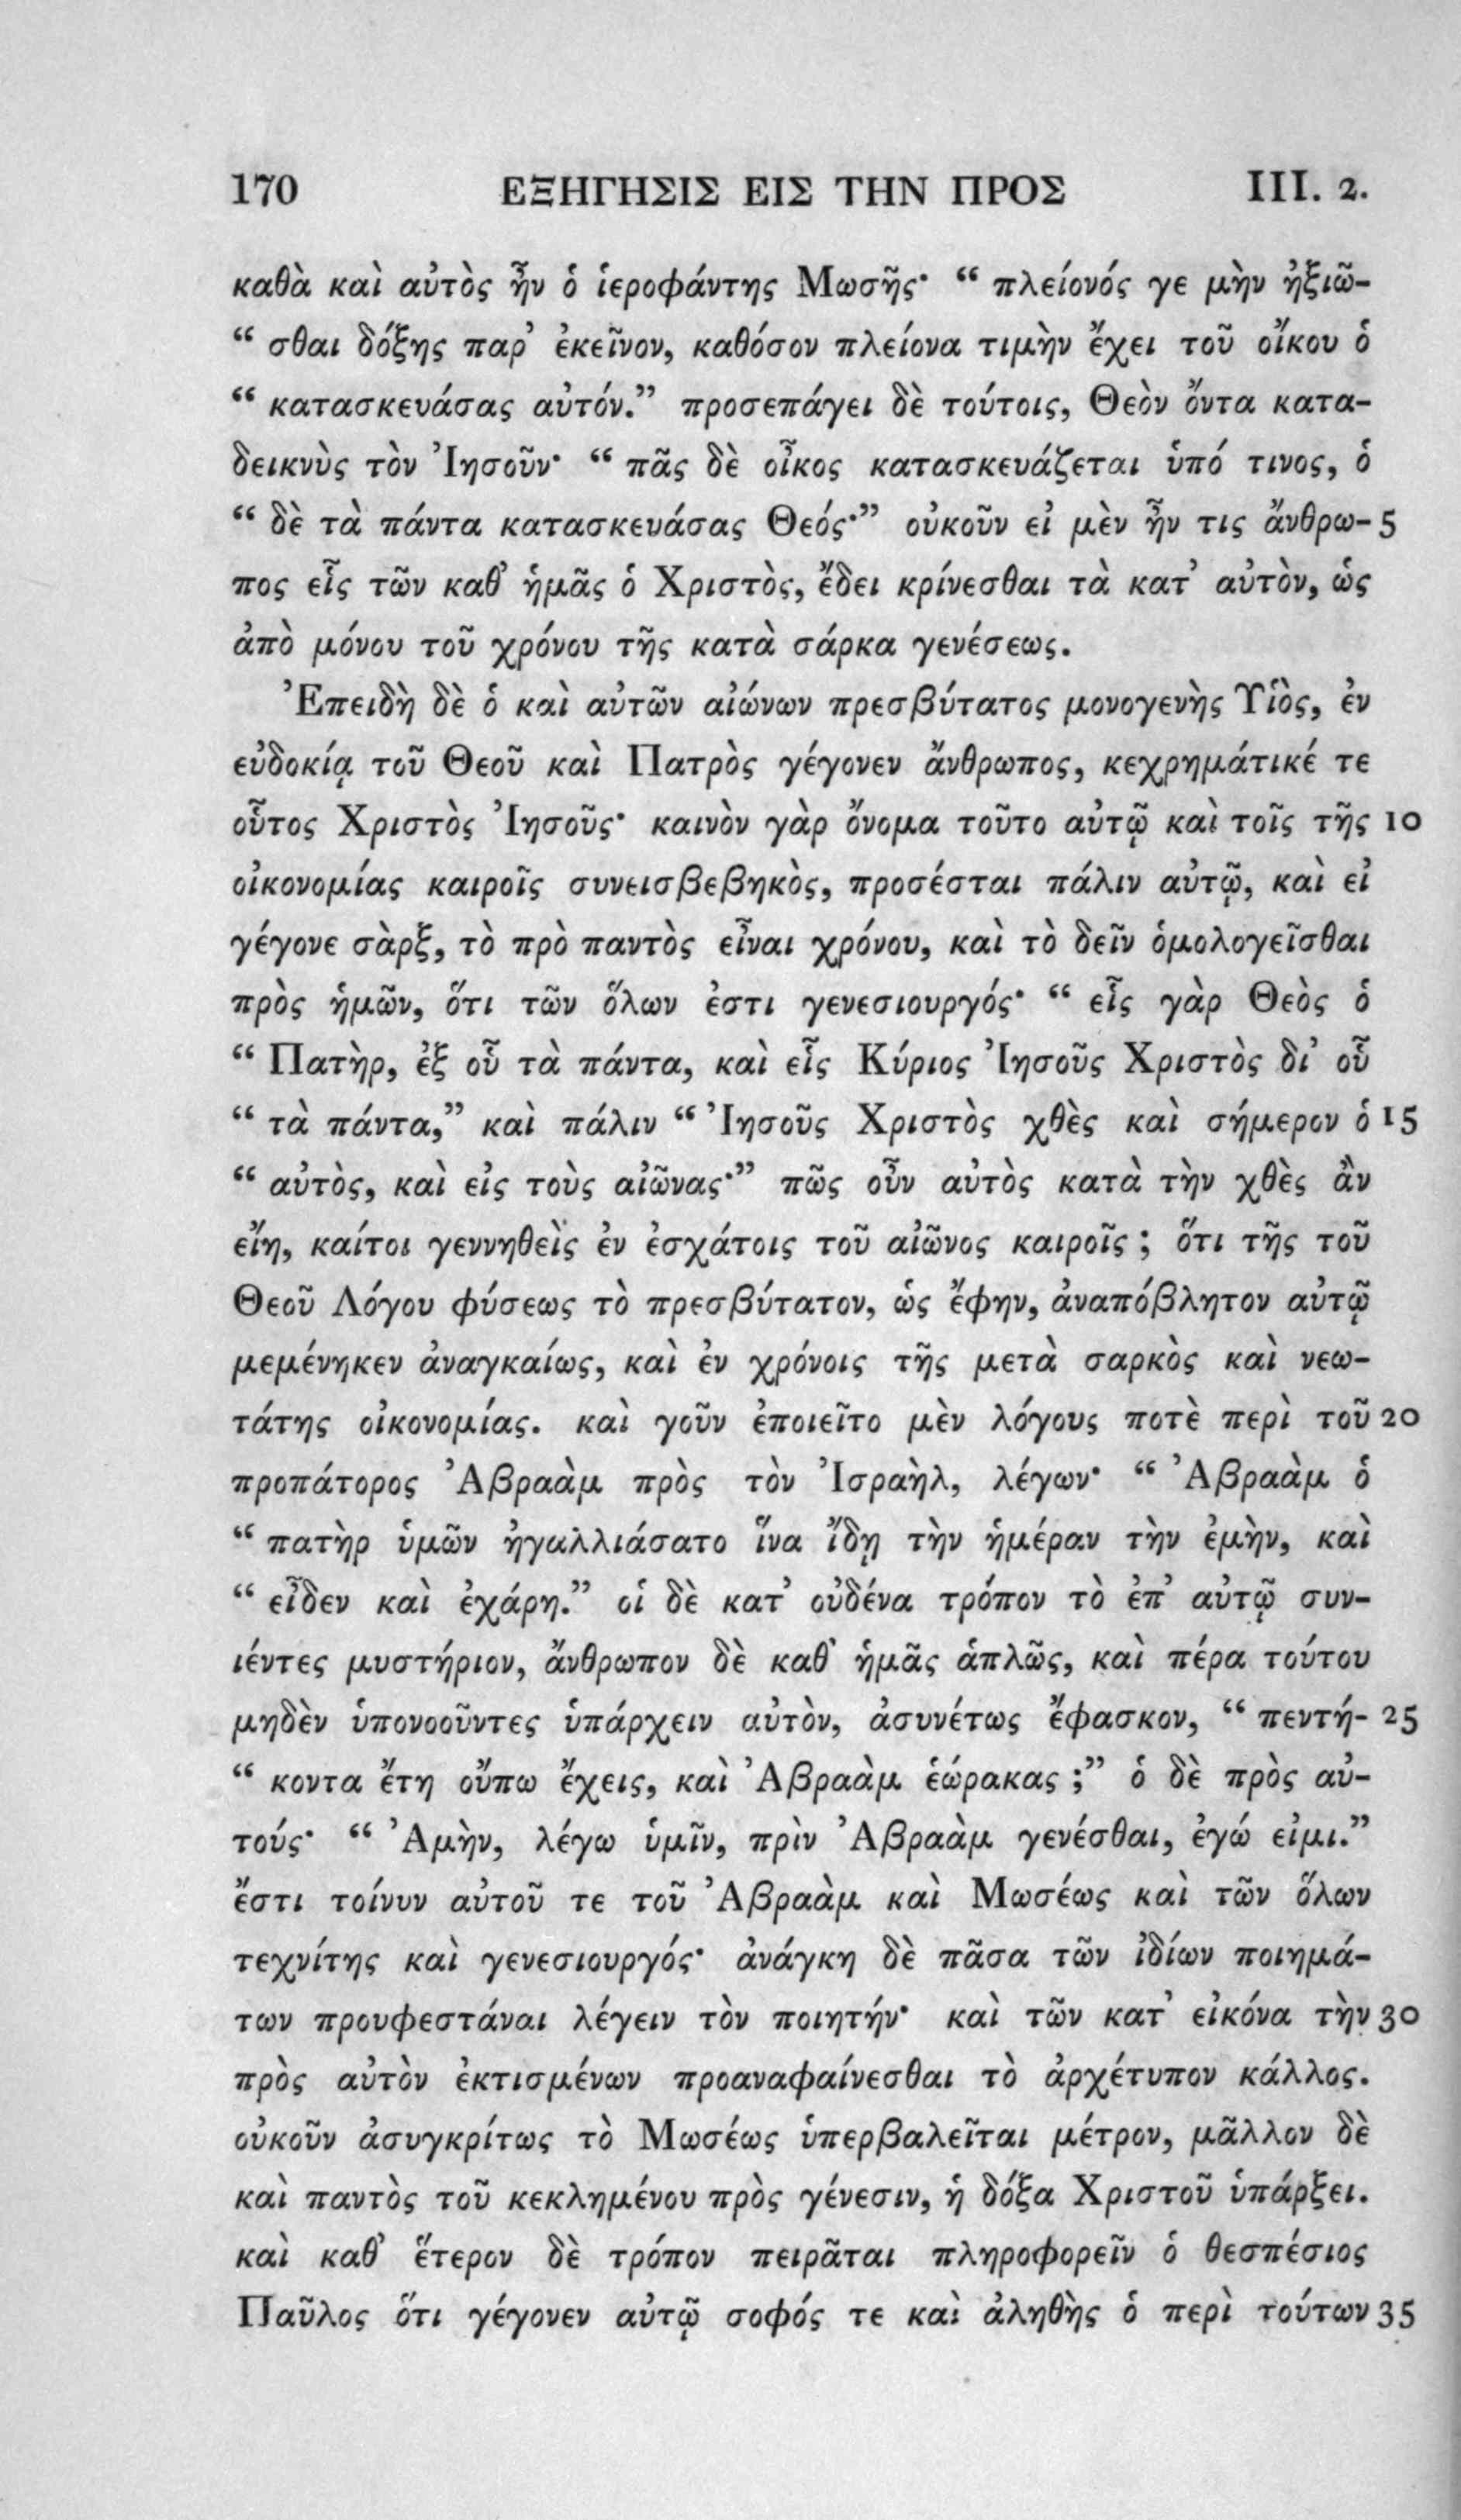 170 ΕΞΗΓΗΣΙΣ ΕΙΣ ΤΗΝ ΠΡΟΣ III. 2.
καθὰ καὶ αὐτὸς ἦν ὁ ἱεροφάντης Μωσῆς· “ πλείονός γε μὴν ἠξιῶ-
“ σθαι δόξης παρ’ ἐκεῖνον, καθόσον πλείονα τιμὴν ἔχει τοῦ οἴκου ὁ
“ κατασκευάσας αὐτόν.” προσεπάγει δὲ τούτοις, Θεὸν ὄντα κατα-
δεικνὺς τὸν Ἰησοῦν· “ πᾶς δὲ οἶκος κατασκευάζεται ὑπό τινος, ὁ
“ δὲ τὰ πάντα κατασκευάσας Θεός·” οὐκοῦν εἰ μὲν ἦν τις ἄνθρω- 5
πος εἷς τῶν καθ’ ἡμᾶς ὁ Χριστὸς, ἔδει κρίνεσθαι τὰ κατ’ αὐτὸν, ὡς
ἀπὸ μόνου τοῦ χρόνου τῆς κατὰ σάρκα γενέσεως.
Ἐπειδὴ δὲ ὁ καὶ αὐτῶν αἰώνων πρεσβύτατος μονογενὴς Υἱὸς, ἐν
εὐδοκίᾳ τοῦ Θεοῦ καὶ Πατρὸς γέγονεν ἄνθρωπος, κεχρημάτικέ τε
οὗτος Χριστὸς Ἰησοῦς· καινὸν γὰρ ὄνομα τοῦτο αὐτῷ καὶ τοῖς τῆς 10
οἰκονομίας καιροῖς συνεισβεβηκὸς, προσέσται πάλιν αὐτῷ, καὶ εἰ
γέγονε σὰρξ, τὸ πρὸ παντὸς εἶναι χρόνου, καὶ τὸ δεῖν ὁμολογεῖσθαι
πρὸς ἡμῶν, ὅτι τῶν ὅλων ἐστι γενεσιουργός· “ εἷς γὰρ Θεὸς ὁ
“ Πατὴρ, ἐξ οὗ τὰ πάντα, καὶ εἷς Κύριος Ἰησοῦς Χριστὸς δι’ οὗ
“ τὰ πάντα,” καὶ πάλιν “ Ἰησοῦς Χριστὸς χθὲς καὶ σήμερον ὁ 15
“ αὐτὸς, καὶ εἰς τοὺς αἰῶνας·” πῶς οὖν αὐτὸς κατὰ τὴν χθὲς ἂν
εἴη, καίτοι γεννηθεὶς ἐν ἐσχάτοις τοῦ αἰῶνος καιροῖς ; ὅτι τῆς τοῦ
Θεοῦ Λόγου φύσεως τὸ πρεσβύτατον, ὡς ἔφην, ἀναπόβλητον αὐτῷ
μεμένηκεν ἀναγκαίως, καὶ ἐν χρόνοις τῆς μετὰ σαρκὸς καὶ νεω-
τάτης οἰκονομίας. καὶ γοῦν ἐποιεῖτο μὲν λόγους ποτὲ περὶ τοῦ 20
προπάτορος Ἀβραὰμ πρὸς τὸν Ἰσραὴλ, λέγων· “ Ἀβραὰμ ὁ
“ πατὴρ ὑμῶν ἠγαλλιάσατο ἵνα ἴδῃ τὴν ἡμέραν τὴν ἐμὴν, καὶ
“ εἶδεν καὶ ἐχάρη.” οἱ δὲ κατ’ οὐδένα τρόπον τὸ ἐπ’ αὐτῷ συν-
ιέντες μυστήριον, ἄνθρωπον δὲ καθ’ ἡμᾶς ἁπλῶς, καὶ πέρα τούτου
μηδὲν ὑπονοοῦντες ὑπάρχειν αὐτὸν, ἀσυνέτως ἔφασκον, “ πεντή- 25
“ κοντα ἔτη οὔπω ἔχεις, καὶ Ἀβραὰμ ἑώρακας ;” ὁ δὲ πρὸς αὐ-
τούς· “ Ἀμὴν, λέγω ὑμῖν, πρὶν Ἀβραὰμ γενέσθαι, ἐγώ εἰμι.”
ἔστι τοίνυν αὐτοῦ τε τοῦ Ἀβραὰμ καὶ Μωσέως καὶ τῶν ὅλων
τεχνίτης καὶ γενεσιουργός· ἀνάγκη δὲ πᾶσα τῶν ἰδίων ποιημά-
των προυφεστάναι λέγειν τὸν ποιητήν· καὶ τῶν κατ’ εἰκόνα τὴν 30
πρὸς αὐτὸν ἐκτισμένων προαναφαίνεσθαι τὸ ἀρχέτυπον κάλλος.
οὐκοῦν ἀσυγκρίτως τὸ Μωσέως ὑπερβαλεῖται μέτρον, μᾶλλον δὲ
καὶ παντὸς τοῦ κεκλημένου πρὸς γένεσιν, ἡ δόξα Χριστοῦ ὑπάρξει.
καὶ καθ’ ἕτερον δὲ τρόπον πειρᾶται πληροφορεῖν ὁ θεσπέσιος
Παῦλος ὅτι γέγονεν αὐτῷ σοφός τε καὶ ἀληθὴς ὁ περὶ τούτων 35